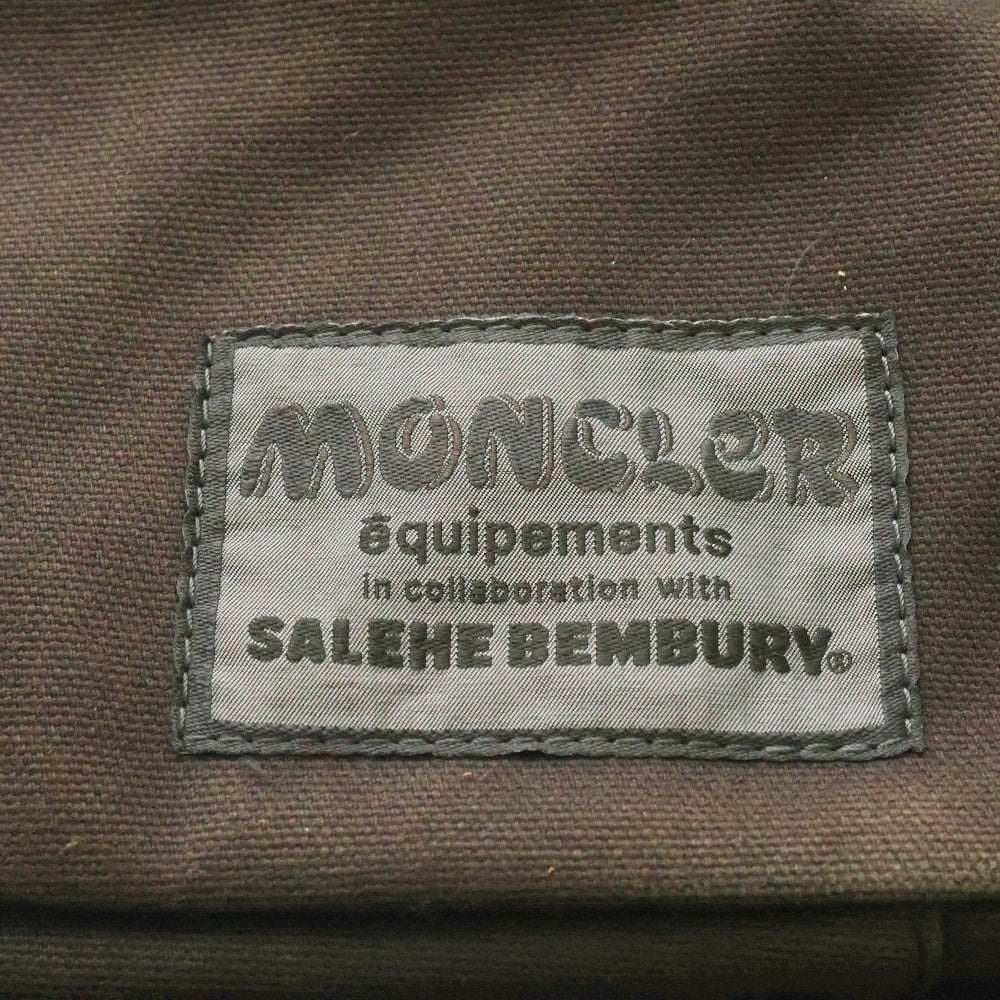 MONCLER
équipements
in collaboration with
SALEHE BEMBURY®